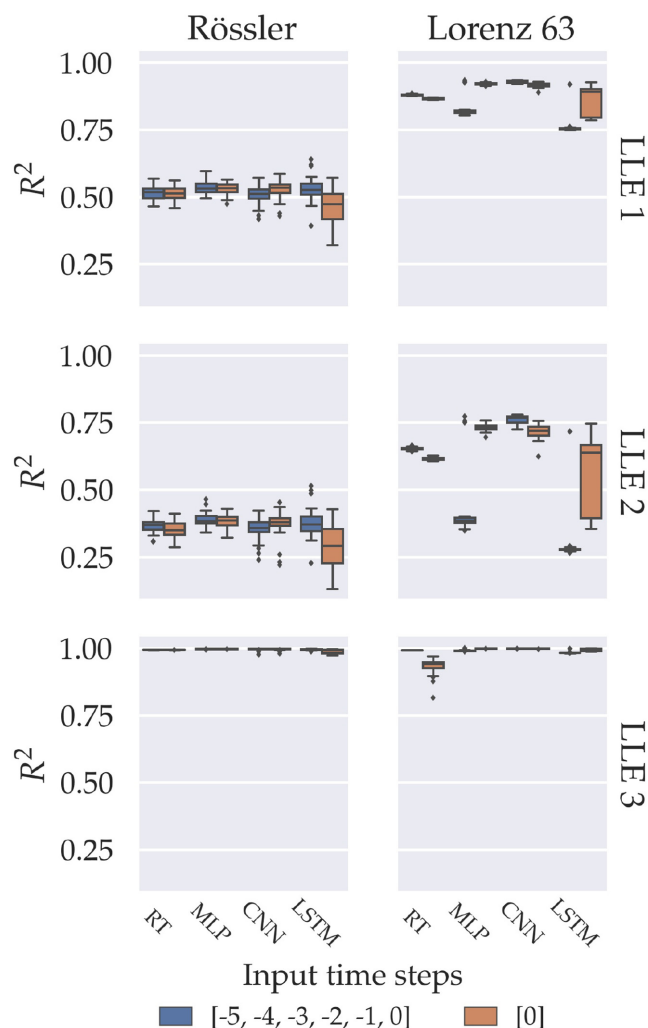 Rössler Lorenz 63
1.00
0.75
0.50
0.25
R²
LLE 1
1.00
0.75
0.50
0.25
R²
LLE 2
1.00
0.75
0.50
0.25
R²
LLE 3
RT MLP CNN LSTM RT MLP CNN LSTM
Input time steps
[-5, -4, -3, -2, -1, 0] [0]